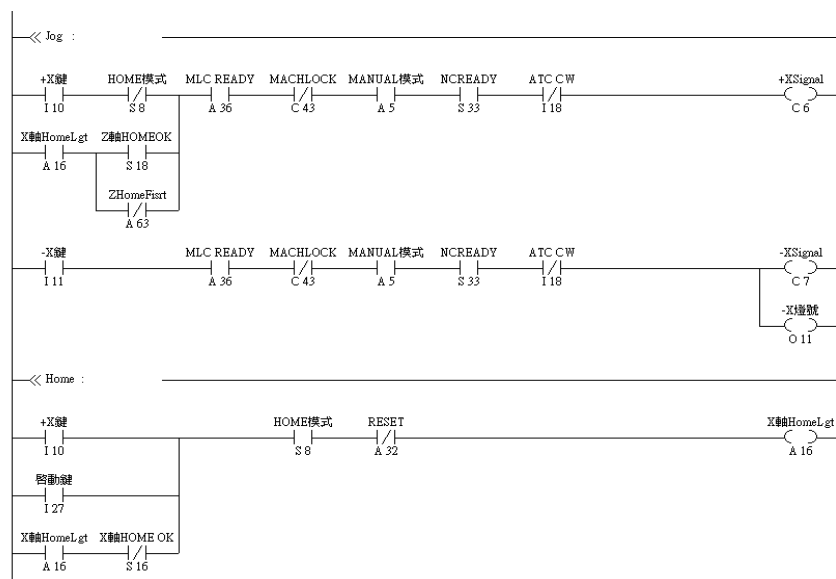 Jog :
+X鍵 HOME模式 MLC READY MACHLOCK MANUAL模式 NCREADY ATC CW +XSignal
I 10 S 8 A 36 C 43 A 5 S 33 I 18 C 6
X軸HomeLgt Z軸HOMEOK
A 16 S 18
ZHomeFisrt
A 63
-X鍵 MLC READY MACHLOCK MANUAL模式 NCREADY ATC CW -XSignal
I 11 A 36 C 43 A 5 S 33 I 18 C 7
-X燈號
O 11
Home :
+X鍵 HOME模式 RESET X軸HomeLgt
I 10 S 8 A 32 A 16
啓動鍵
I 27
X軸HomeLgt X軸HOME OK
A 16 S 16